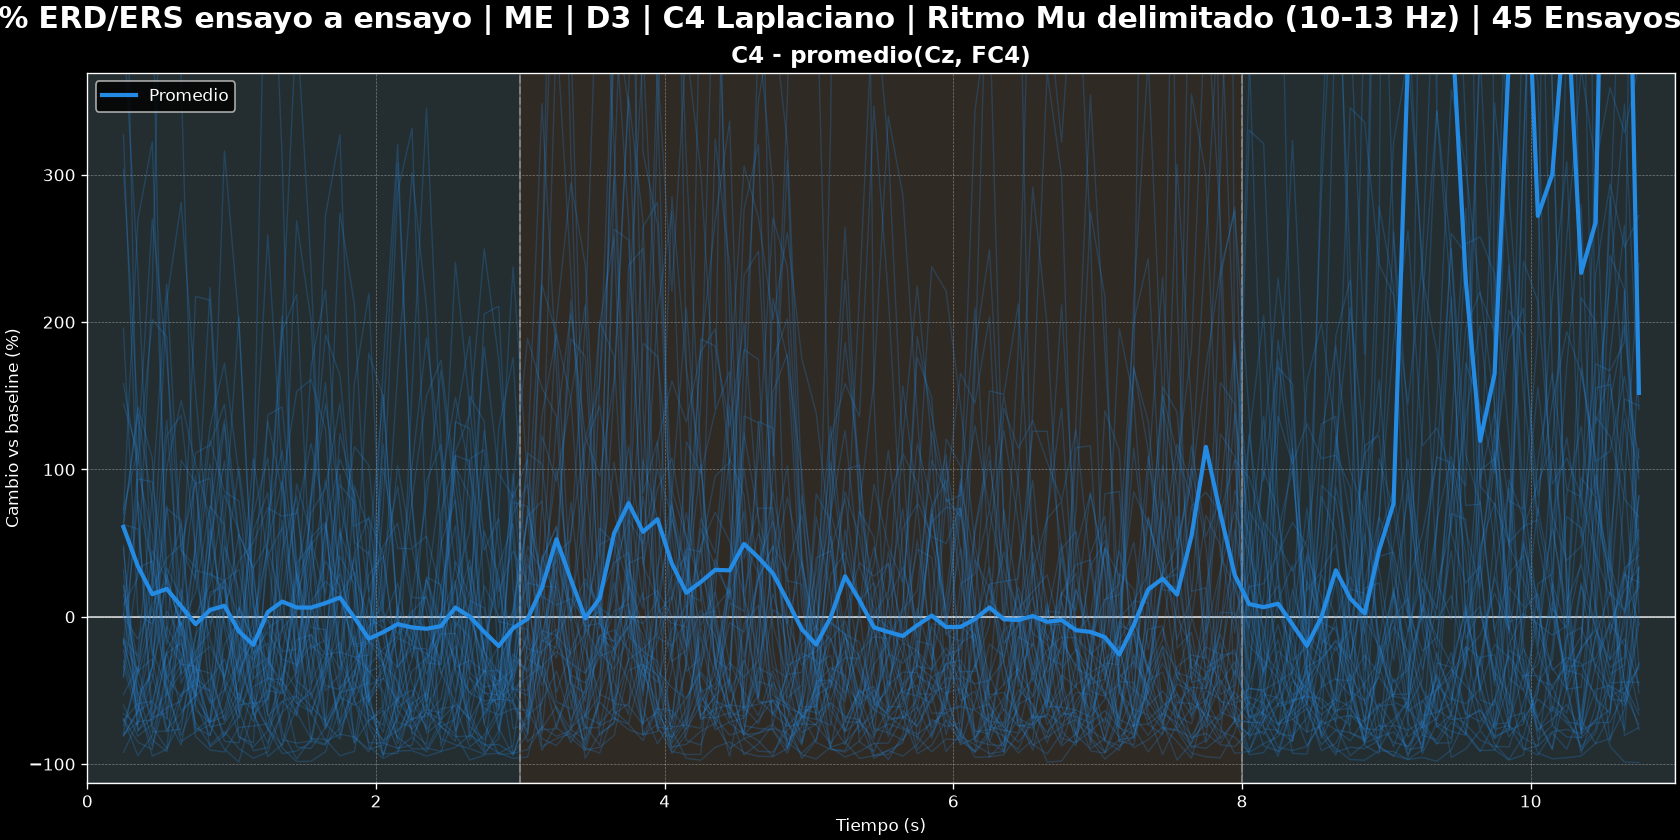 % ERD/ERS ensayo a ensayo | ME | D3 | C4 Laplaciano | Ritmo Mu delimitado (10-13 Hz) | 45 Ensayos
C4 - promedio(Cz, FC4)
Promedio
300
200
100
0
−100
Cambio vs baseline (%)
0 2 4 6 8 10
Tiempo (s)